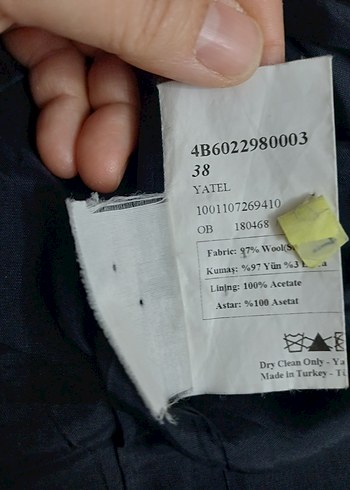 4B6022980003
38
YATEL
1001107269410
OB 180468
Fabric: 97% Wool
Kumaş: %97 Yün %3
Lining: 100% Acetate
Astar: %100 Asetat
Dry Clean Only -
Made in Turkey -